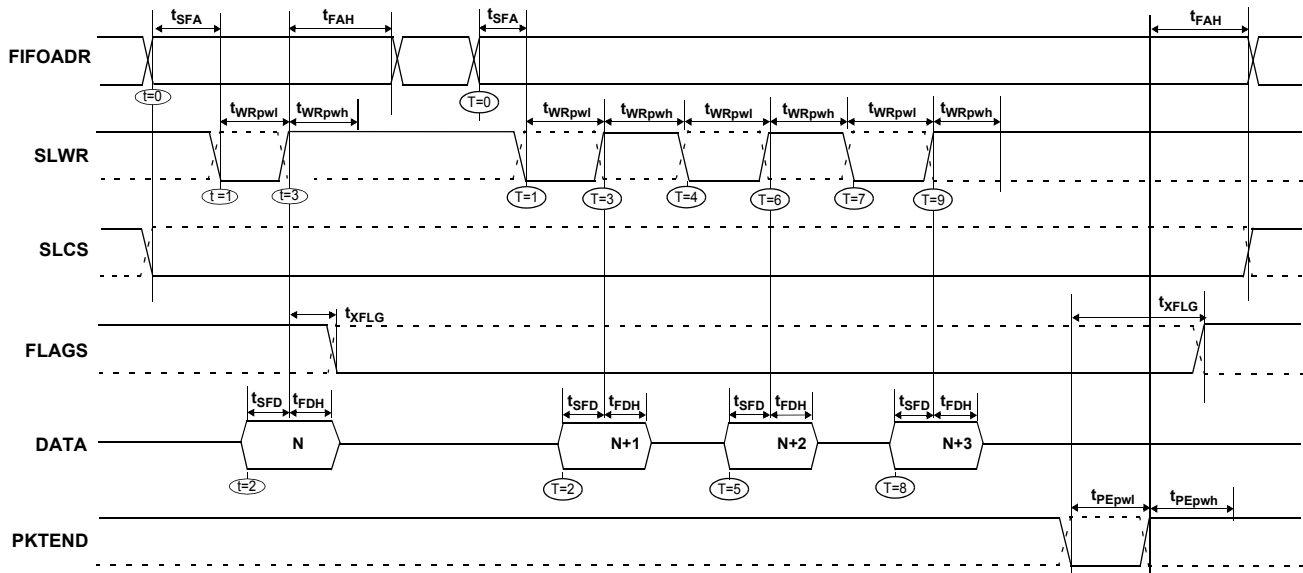 tSFA tFAH tSFA tFAH
FIFOADR
t=0 T=0
tWRpwl tWRpwh tWRpwl tWRpwh tWRpwl tWRpwh tWRpwl tWRpwh
SLWR
t =1 t=3 T=1 T=3 T=4 T=6 T=7 T=9
SLCS
tXFLG tXFLG
FLAGS
tSFD tFDH tSFD tFDH tSFD tFDH tSFD tFDH
DATA N N+1 N+2 N+3
t=2 T=2 T=5 T=8
tPEpwl tPEpwh
PKTEND